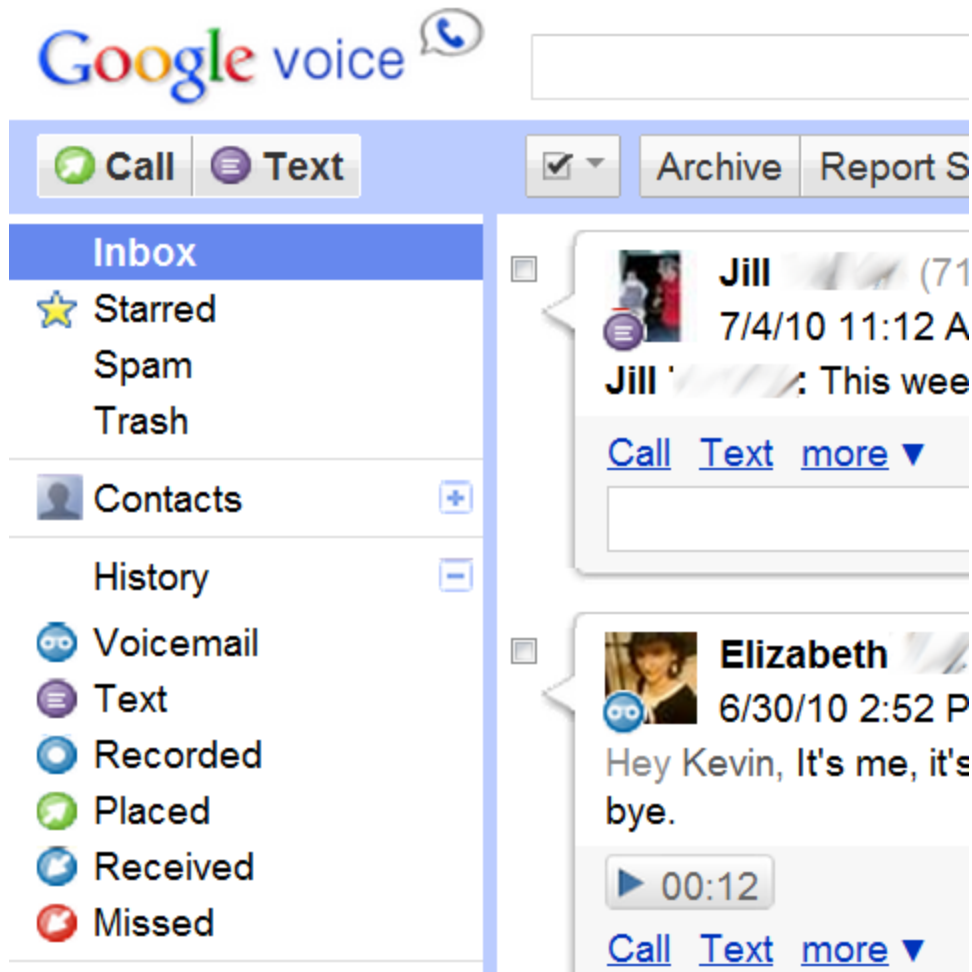 Google voice
Call Text
Archive Report S
Inbox
Starred
Spam
Trash
Contacts
History
Voicemail
Text
Recorded
Placed
Received
Missed
Jill (71
7/4/10 11:12 A
Jill : This wee
Call Text more ▼
Elizabeth
6/30/10 2:52 P
Hey Kevin, It's me, it's
bye.
00:12
Call Text more ▼